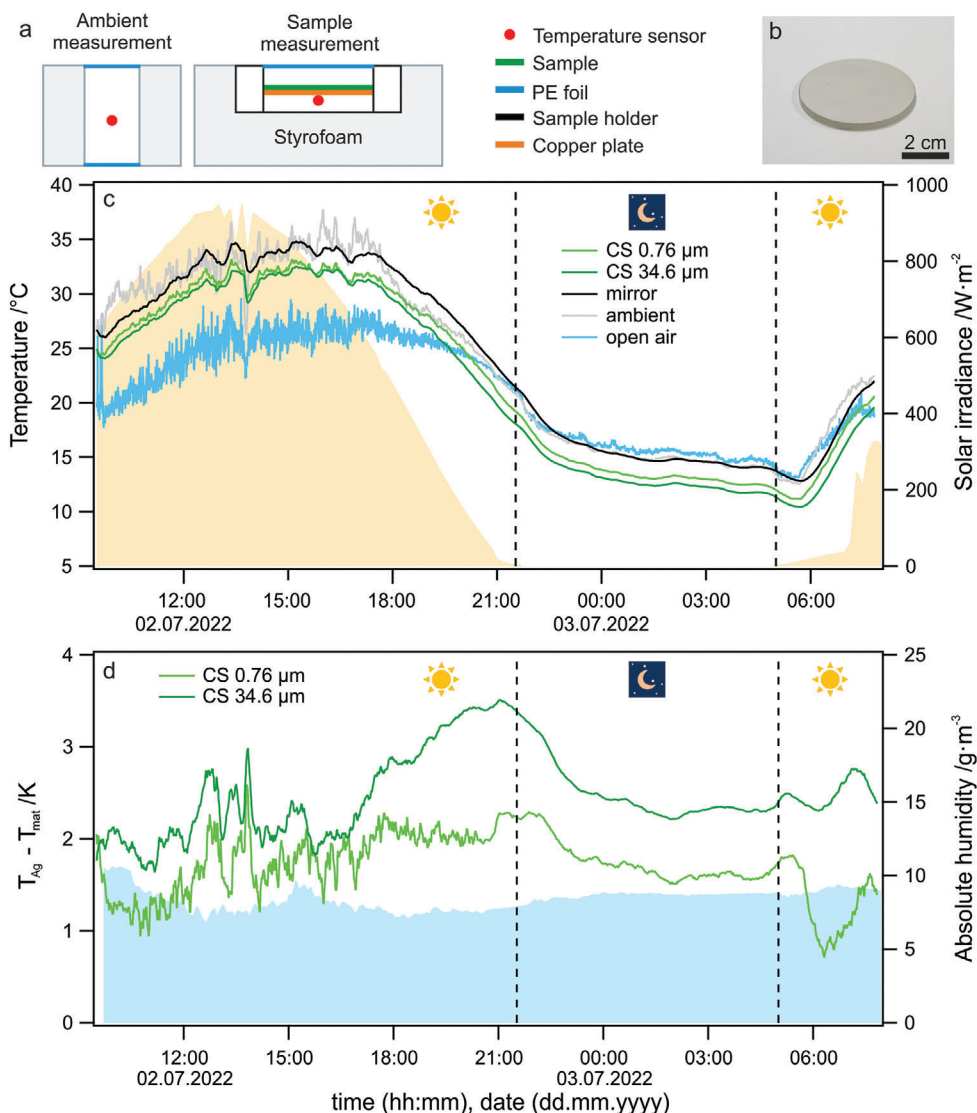 a
Ambient
measurement
Sample
measurement
Styrofoam
Temperature sensor
Sample
PE foil
Sample holder
Copper plate
b
2 cm
c
40
35
30
25
20
15
10
5
Temperature /°C
1000
800
600
400
200
0
Solar irradiance /W·m⁻²
CS 0.76 µm
CS 34.6 µm
mirror
ambient
open air
12:00 15:00 18:00 21:00 00:00 03:00 06:00
02.07.2022 03.07.2022
d
4
3
2
1
0
T_Ag - T_mat /K
CS 0.76 µm
CS 34.6 µm
25
20
15
10
5
0
Absolute humidity /g·m⁻³
12:00 15:00 18:00 21:00 00:00 03:00 06:00
02.07.2022 03.07.2022
time (hh:mm), date (dd.mm.yyyy)